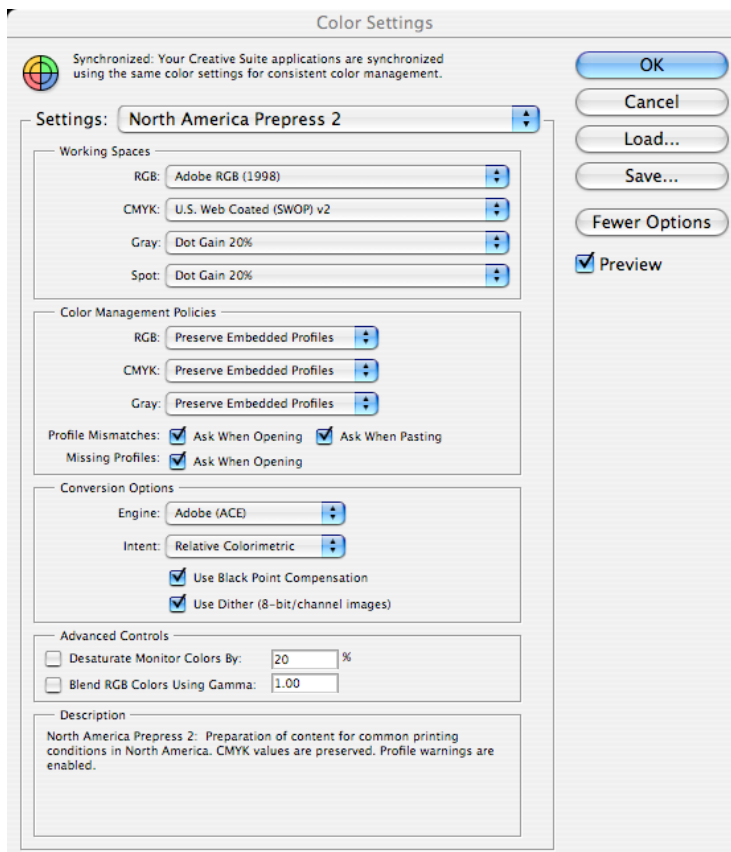 Color Settings
Synchronized: Your Creative Suite applications are synchronized
using the same color settings for consistent color management.
OK
Cancel
Load...
Save...
Fewer Options
Preview
Settings: North America Prepress 2
Working Spaces
RGB: Adobe RGB (1998)
CMYK: U.S. Web Coated (SWOP) v2
Gray: Dot Gain 20%
Spot: Dot Gain 20%
Color Management Policies
RGB: Preserve Embedded Profiles
CMYK: Preserve Embedded Profiles
Gray: Preserve Embedded Profiles
Profile Mismatches: Ask When Opening Ask When Pasting
Missing Profiles: Ask When Opening
Conversion Options
Engine: Adobe (ACE)
Intent: Relative Colorimetric
Use Black Point Compensation
Use Dither (8-bit/channel images)
Advanced Controls
Desaturate Monitor Colors By: 20 %
Blend RGB Colors Using Gamma: 1.00
Description
North America Prepress 2: Preparation of content for common printing
conditions in North America. CMYK values are preserved. Profile warnings are
enabled.